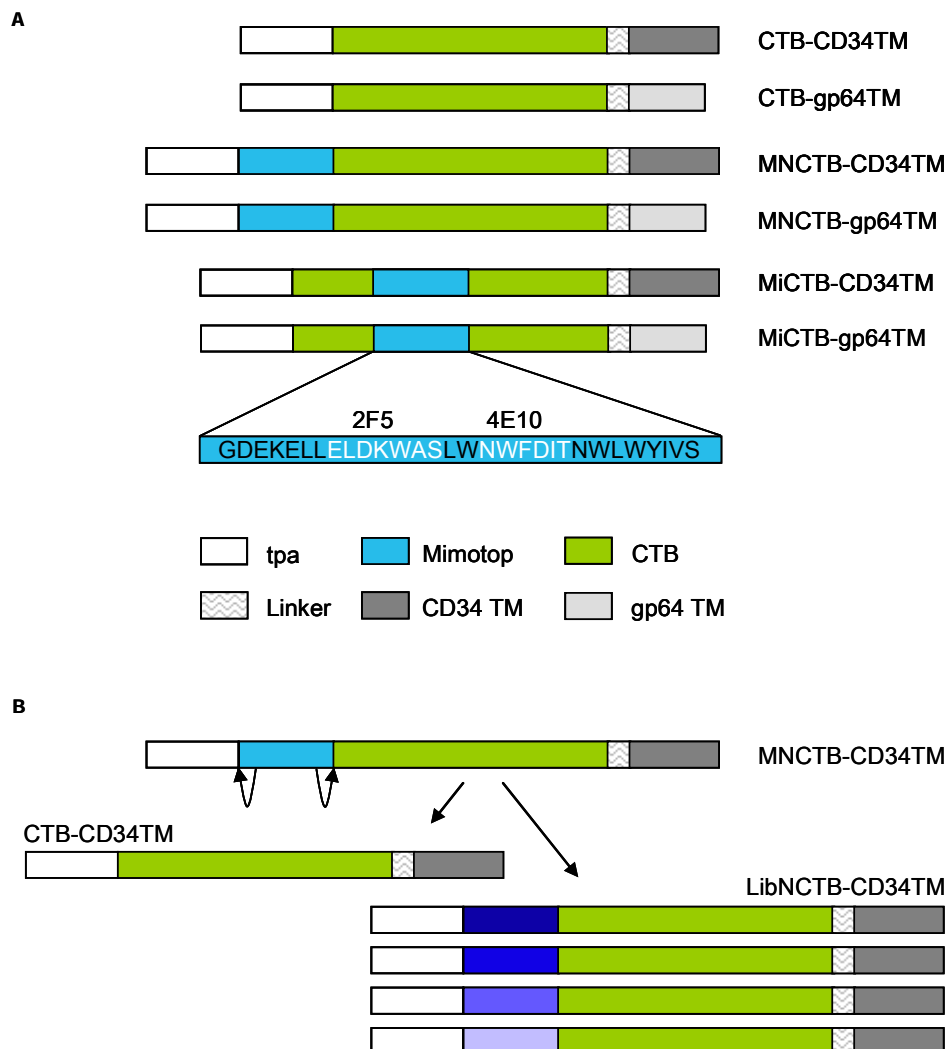 A
CTB-CD34TM
CTB-gp64TM
MNCTB-CD34TM
MNCTB-gp64TM
MiCTB-CD34TM
MiCTB-gp64TM
2F5 4E10
GDEKELLELDKWASLWNWFDITNWLWYIVS
tpa Mimotop CTB
Linker CD34 TM gp64 TM
B
MNCTB-CD34TM
CTB-CD34TM
LibNCTB-CD34TM